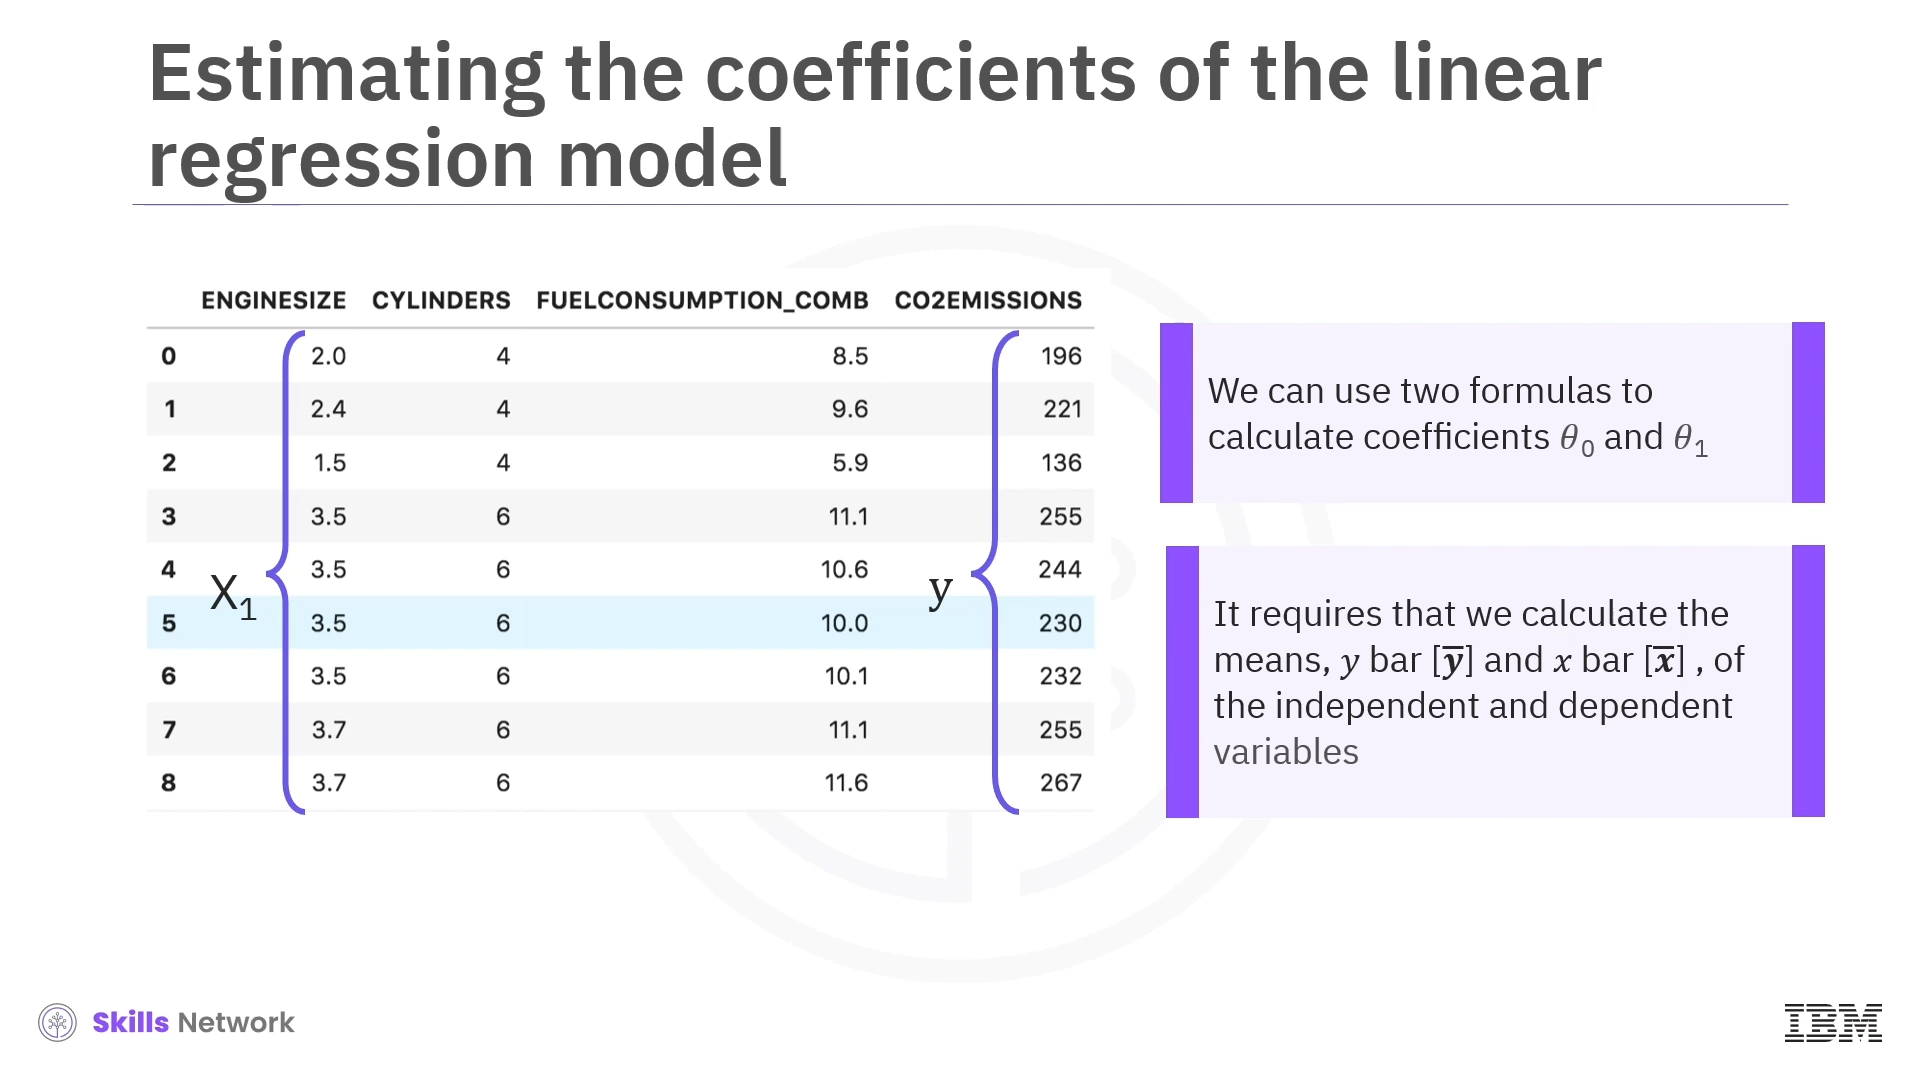 Estimating the coefficients of the linear
regression model
ENGINESIZE CYLINDERS FUELCONSUMPTION_COMB CO2EMISSIONS
0 2.0 4 8.5 196
1 2.4 4 9.6 221
2 1.5 4 5.9 136
3 3.5 6 11.1 255
4 3.5 6 10.6 244
X₁ y
5 3.5 6 10.0 230
6 3.5 6 10.1 232
7 3.7 6 11.1 255
8 3.7 6 11.6 267
We can use two formulas to
calculate coefficients θ₀ and θ₁
It requires that we calculate the
means, y bar [y̅] and x bar [x̅] , of
the independent and dependent
variables
Skills Network
IBM